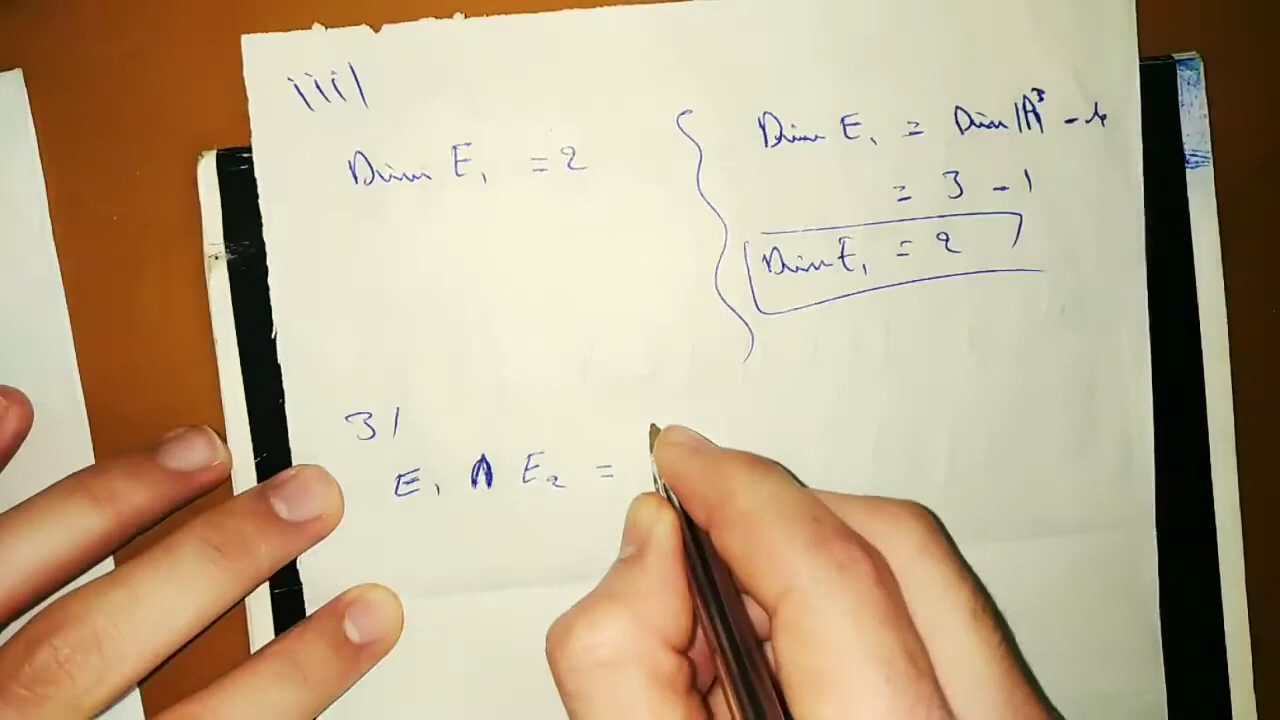 iii/
Dim E₁ = 2
Dim E₁ = Dim ℝ³ - 1
= 3 - 1
Dim E₁ = 2
3/
E₁ ∩ E₂ =